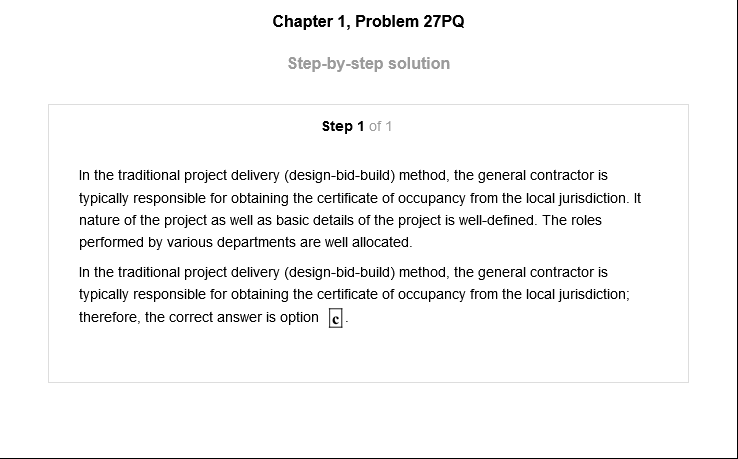 Chapter 1, Problem 27PQ
Step-by-step solution
Step 1 of 1
In the traditional project delivery (design-bid-build) method, the general contractor is
typically responsible for obtaining the certificate of occupancy from the local jurisdiction. It
nature of the project as well as basic details of the project is well-defined. The roles
performed by various departments are well allocated.
In the traditional project delivery (design-bid-build) method, the general contractor is
typically responsible for obtaining the certificate of occupancy from the local jurisdiction;
therefore, the correct answer is option c.